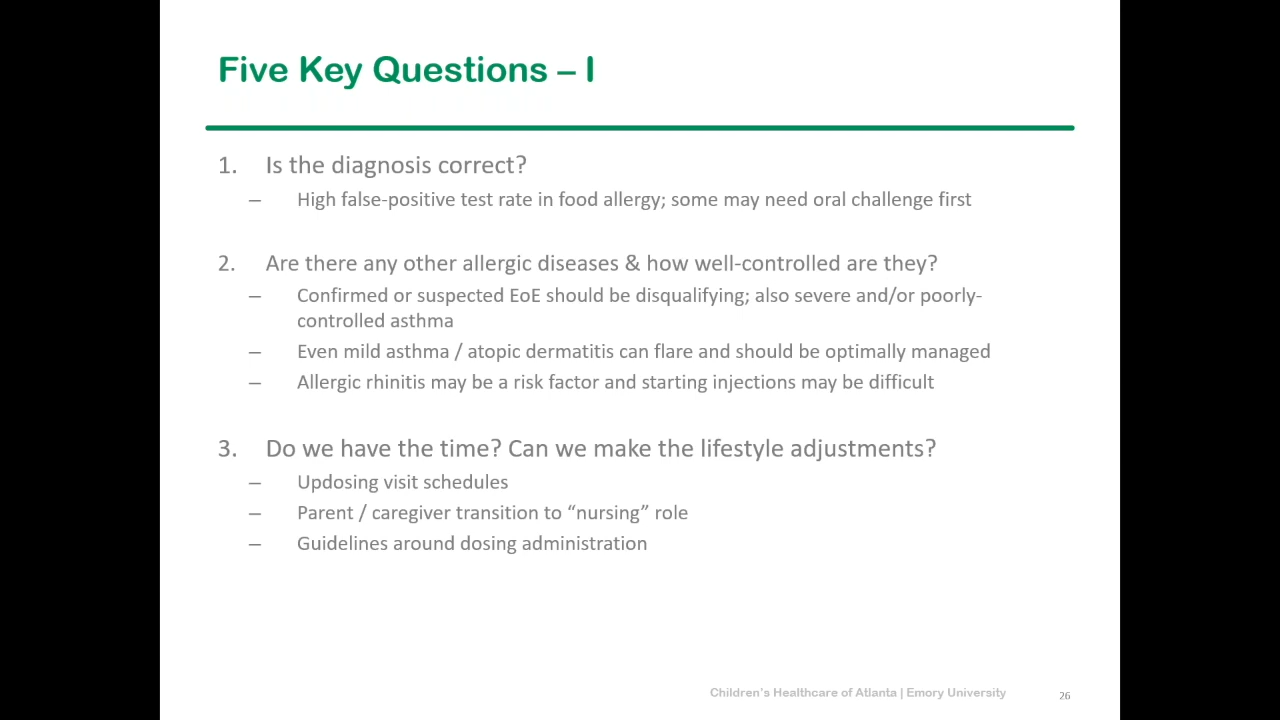 Five Key Questions – I
1. Is the diagnosis correct?
– High false-positive test rate in food allergy; some may need oral challenge first
2. Are there any other allergic diseases & how well-controlled are they?
– Confirmed or suspected EoE should be disqualifying; also severe and/or poorly-
controlled asthma
– Even mild asthma / atopic dermatitis can flare and should be optimally managed
– Allergic rhinitis may be a risk factor and starting injections may be difficult
3. Do we have the time? Can we make the lifestyle adjustments?
– Updosing visit schedules
– Parent / caregiver transition to “nursing” role
– Guidelines around dosing administration
Children’s Healthcare of Atlanta | Emory University 26